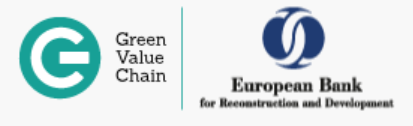 Green
Value
Chain
European Bank
for Reconstruction and Development